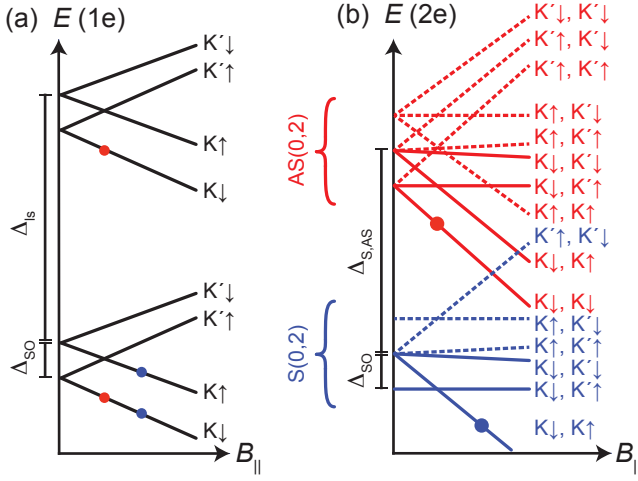 (a) E (1e)
K´↓
K´↑
K↑
K↓
Δls
K´↓
K´↑
ΔSO
K↑
K↓
B||
(b) E (2e)
K´↓, K´↓
K´↑, K´↓
K´↑, K´↑
AS(0,2)
K↑, K´↓
K↑, K´↑
K↓, K´↓
K↓, K´↑
K↑, K↑
K´↑, K´↓
ΔS,AS
K↓, K↑
K↓, K↓
S(0,2)
K↑, K´↓
K↑, K´↑
ΔSO
K↓, K´↓
K↓, K´↑
K↓, K↑
B|